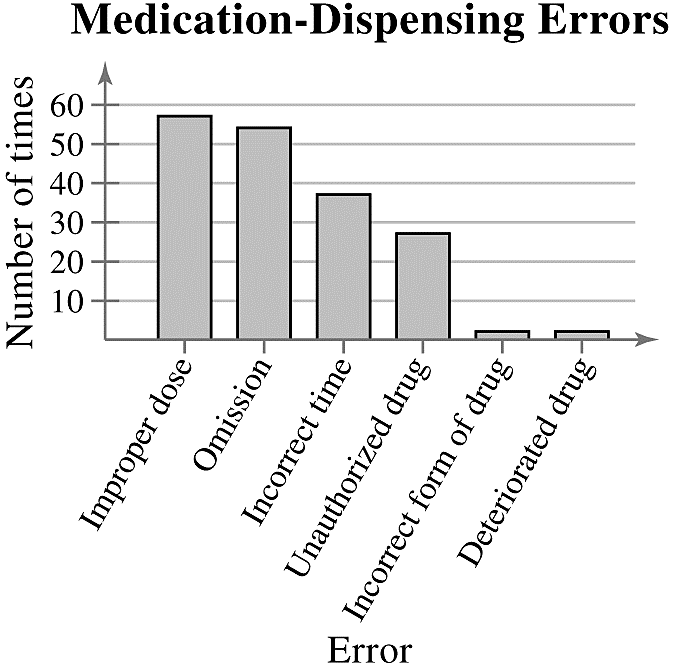 Medication-Dispensing Errors
Number of times
60
50
40
30
20
10
Improper dose
Omission
Incorrect time
Unauthorized drug
Incorrect form of drug
Deteriorated drug
Error